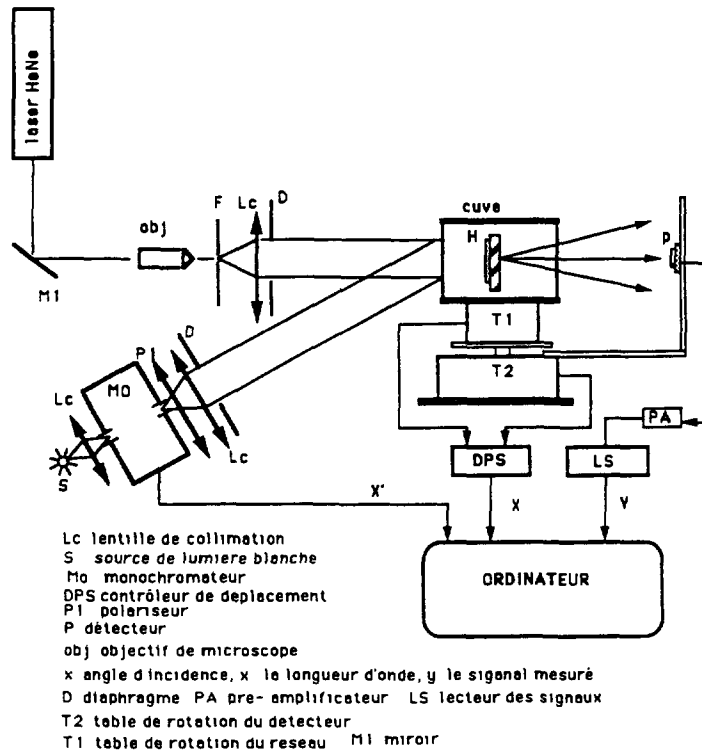 laser HeNe
M1
obj
F
Lc
D
cuve
H
P
T1
T2
D
P1
Mo
Lc
S
Lc
DPS
LS
PA
X'
X
Y
ORDINATEUR
Lc lentille de collimation
S source de lumiere blanche
Mo monochromateur
DPS contrôleur de deplacement
P1 polariseur
P détecteur
obj objectif de microscope
x angle d incidence, x la longueur d'onde, y le siganal mesuré
D diaphragme PA pre-amplificateur LS lecteur des signaux
T2 table de rotation du detecteur
T1 table de rotation du reseau M1 miroir